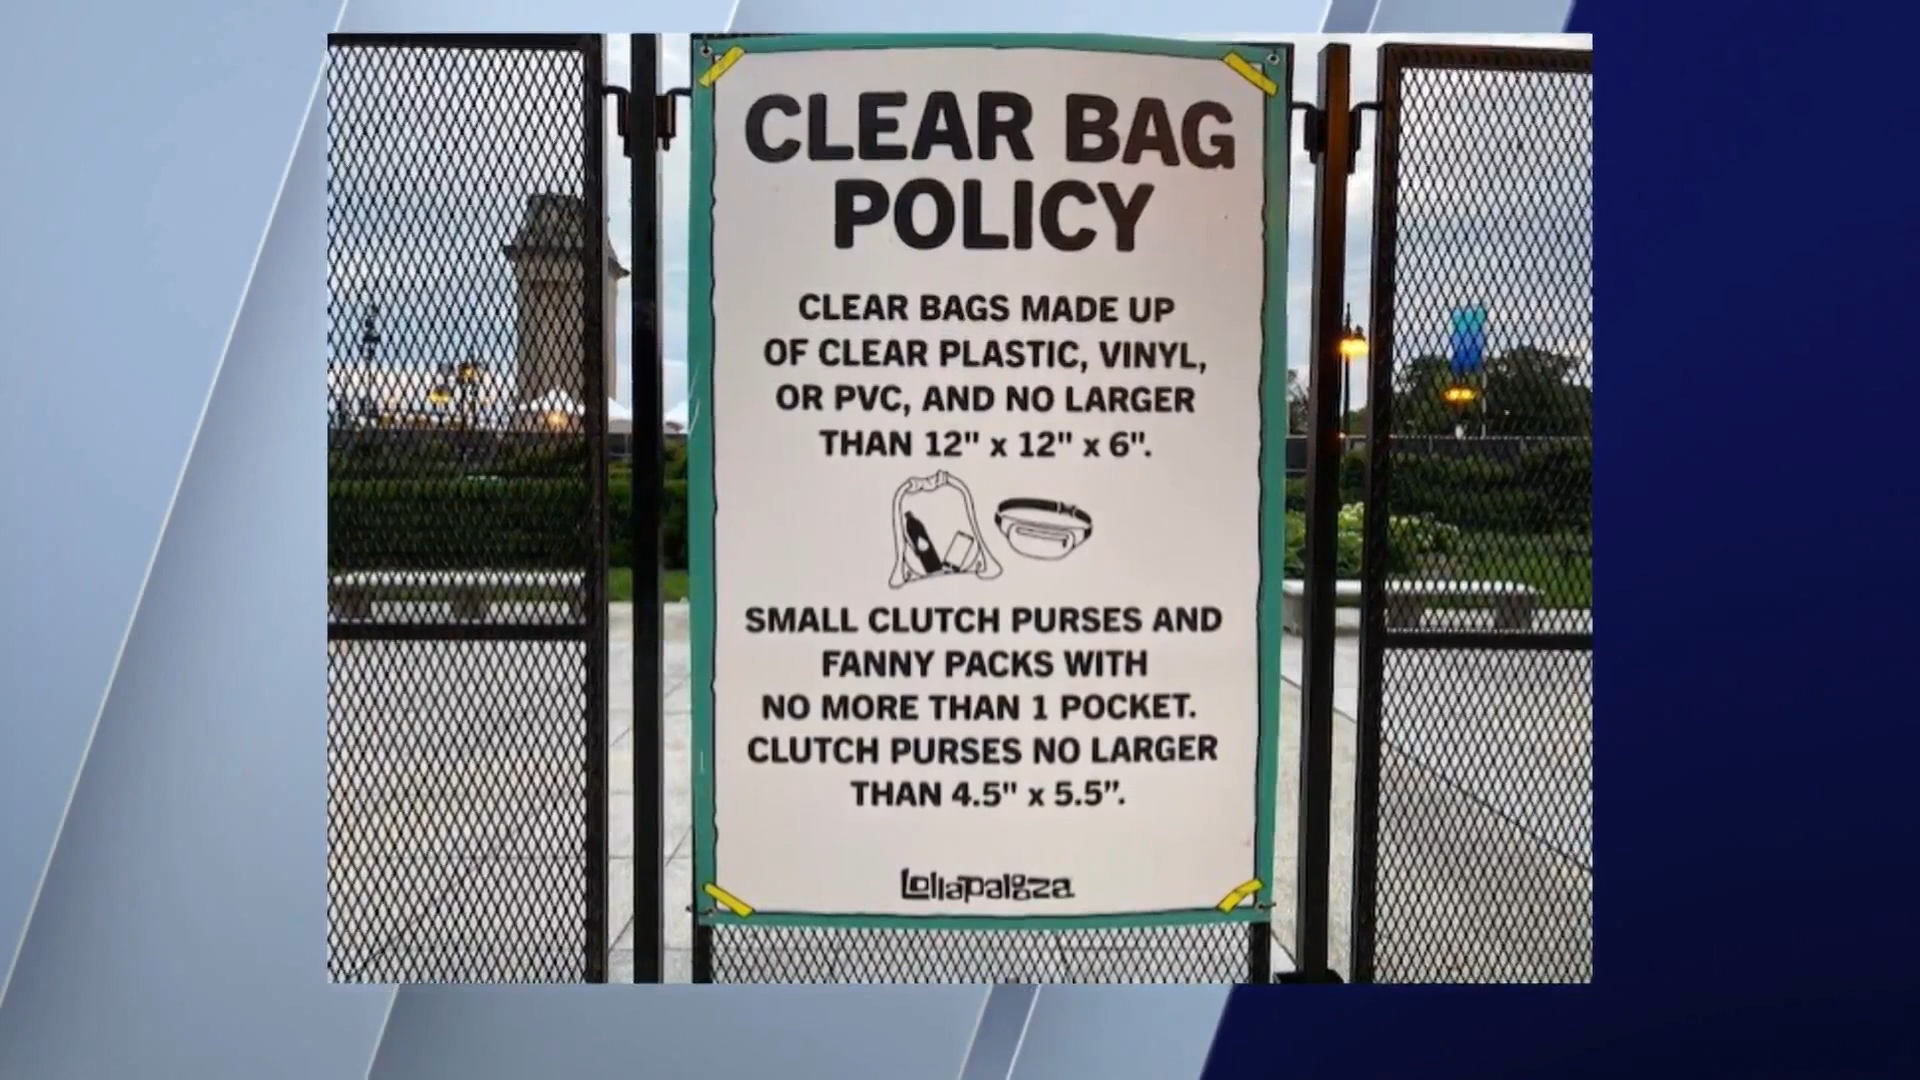 CLEAR BAG
POLICY
CLEAR BAGS MADE UP
OF CLEAR PLASTIC, VINYL,
OR PVC, AND NO LARGER
THAN 12" x 12" x 6".
SMALL CLUTCH PURSES AND
FANNY PACKS WITH
NO MORE THAN 1 POCKET.
CLUTCH PURSES NO LARGER
THAN 4.5" x 5.5”.
Lollapalooza